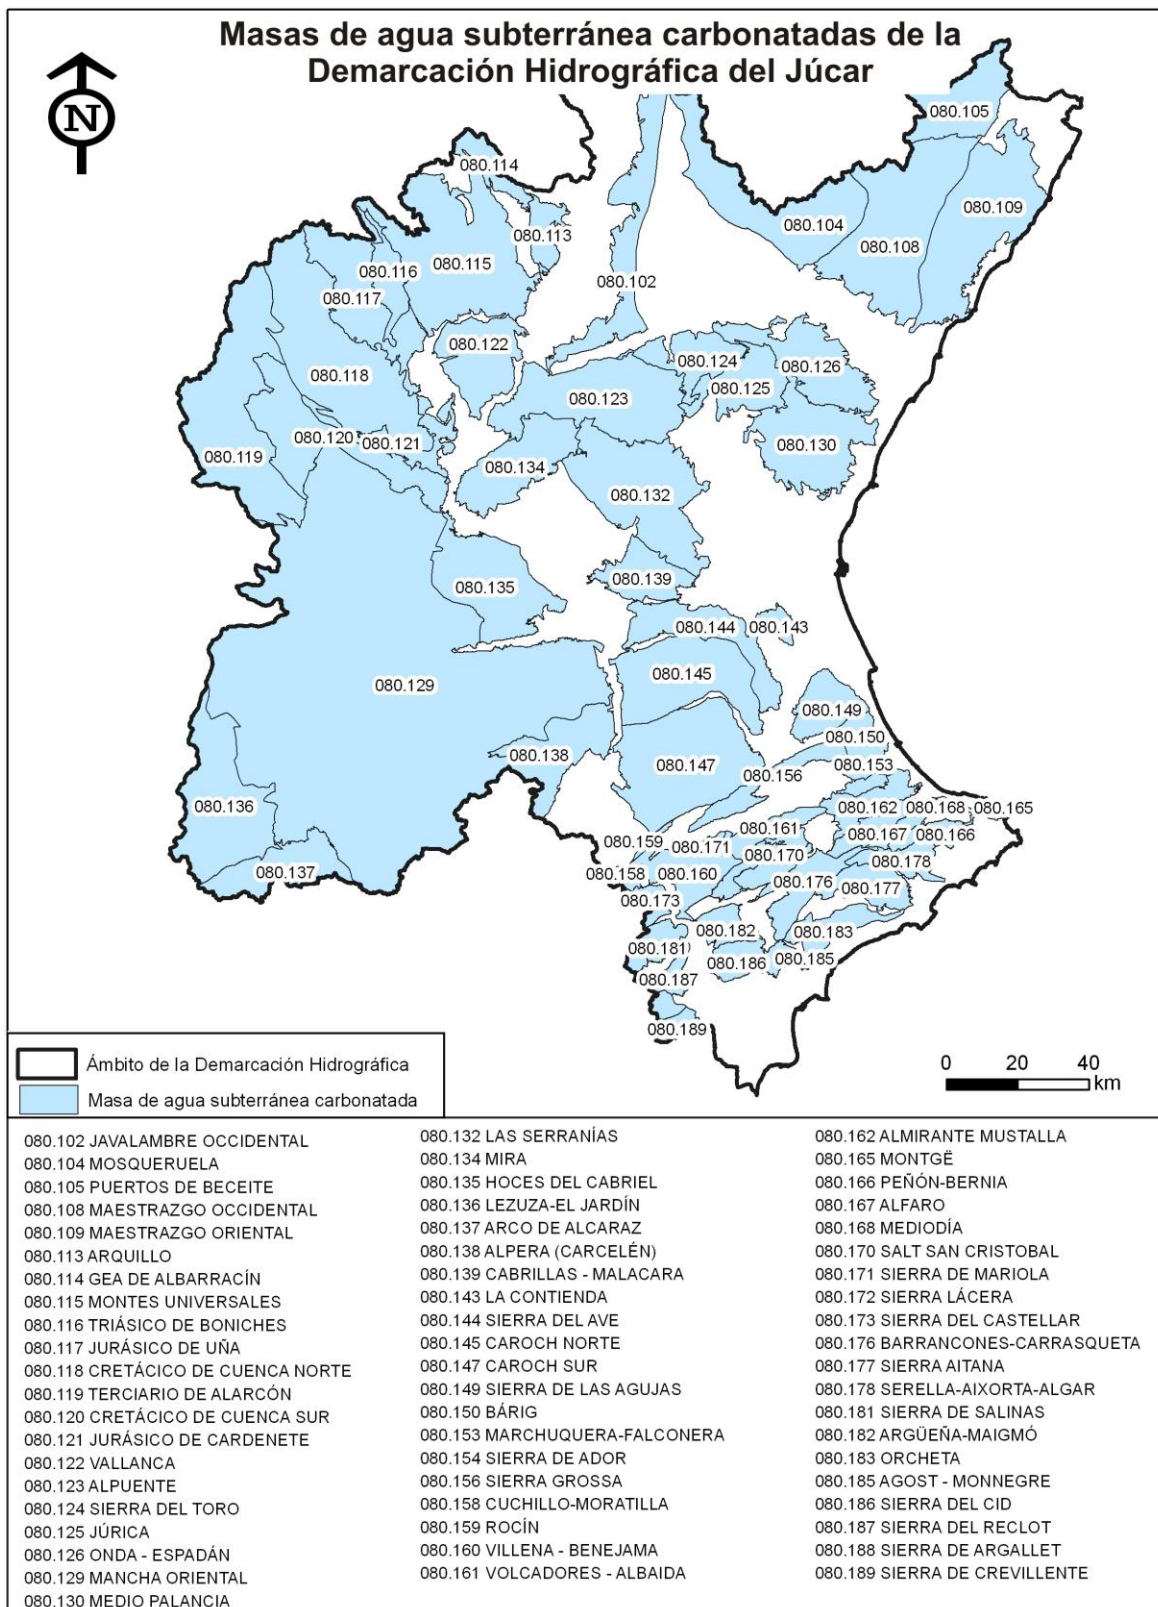 Masas de agua subterránea carbonatadas de la
Demarcación Hidrográfica del Júcar
N
080.105
080.114
080.109
080.104
080.113
080.108
080.115
080.116
080.102
080.117
080.122
080.124
080.126
080.118
080.125
080.123
080.120
080.121
080.130
080.119
080.134
080.132
080.139
080.135
080.144
080.143
080.145
080.129
080.149
080.150
080.138
080.147
080.156
080.153
080.136
080.162
080.168
080.165
080.161
080.167
080.166
080.159
080.171
080.170
080.178
080.137
080.158
080.160
080.176
080.177
080.173
080.182
080.183
080.181
080.186
080.185
080.187
080.189
0 20 40
km
Ámbito de la Demarcación Hidrográfica
Masa de agua subterránea carbonatada
080.102 JAVALAMBRE OCCIDENTAL
080.104 MOSQUERUELA
080.105 PUERTOS DE BECEITE
080.108 MAESTRAZGO OCCIDENTAL
080.109 MAESTRAZGO ORIENTAL
080.113 ARQUILLO
080.114 GEA DE ALBARRACÍN
080.115 MONTES UNIVERSALES
080.116 TRIÁSICO DE BONICHES
080.117 JURÁSICO DE UÑA
080.118 CRETÁCICO DE CUENCA NORTE
080.119 TERCIARIO DE ALARCÓN
080.120 CRETÁCICO DE CUENCA SUR
080.121 JURÁSICO DE CARDENETE
080.122 VALLANCA
080.123 ALPUENTE
080.124 SIERRA DEL TORO
080.125 JÚRICA
080.126 ONDA - ESPADÁN
080.129 MANCHA ORIENTAL
080.130 MEDIO PALANCIA
080.132 LAS SERRANÍAS
080.134 MIRA
080.135 HOCES DEL CABRIEL
080.136 LEZUZA-EL JARDÍN
080.137 ARCO DE ALCARAZ
080.138 ALPERA (CARCELÉN)
080.139 CABRILLAS - MALACARA
080.143 LA CONTIENDA
080.144 SIERRA DEL AVE
080.145 CAROCH NORTE
080.147 CAROCH SUR
080.149 SIERRA DE LAS AGUJAS
080.150 BÁRIG
080.153 MARCHUQUERA-FALCONERA
080.154 SIERRA DE ADOR
080.156 SIERRA GROSSA
080.158 CUCHILLO-MORATILLA
080.159 ROCÍN
080.160 VILLENA - BENEJAMA
080.161 VOLCADORES - ALBAIDA
080.162 ALMIRANTE MUSTALLA
080.165 MONTGË
080.166 PEÑÓN-BERNIA
080.167 ALFARO
080.168 MEDIODÍA
080.170 SALT SAN CRISTOBAL
080.171 SIERRA DE MARIOLA
080.172 SIERRA LÁCERA
080.173 SIERRA DEL CASTELLAR
080.176 BARRANCONES-CARRASQUETA
080.177 SIERRA AITANA
080.178 SERELLA-AIXORTA-ALGAR
080.181 SIERRA DE SALINAS
080.182 ARGÜEÑA-MAIGMÓ
080.183 ORCHETA
080.185 AGOST - MONNEGRE
080.186 SIERRA DEL CID
080.187 SIERRA DEL RECLOT
080.188 SIERRA DE ARGALLET
080.189 SIERRA DE CREVILLENTE